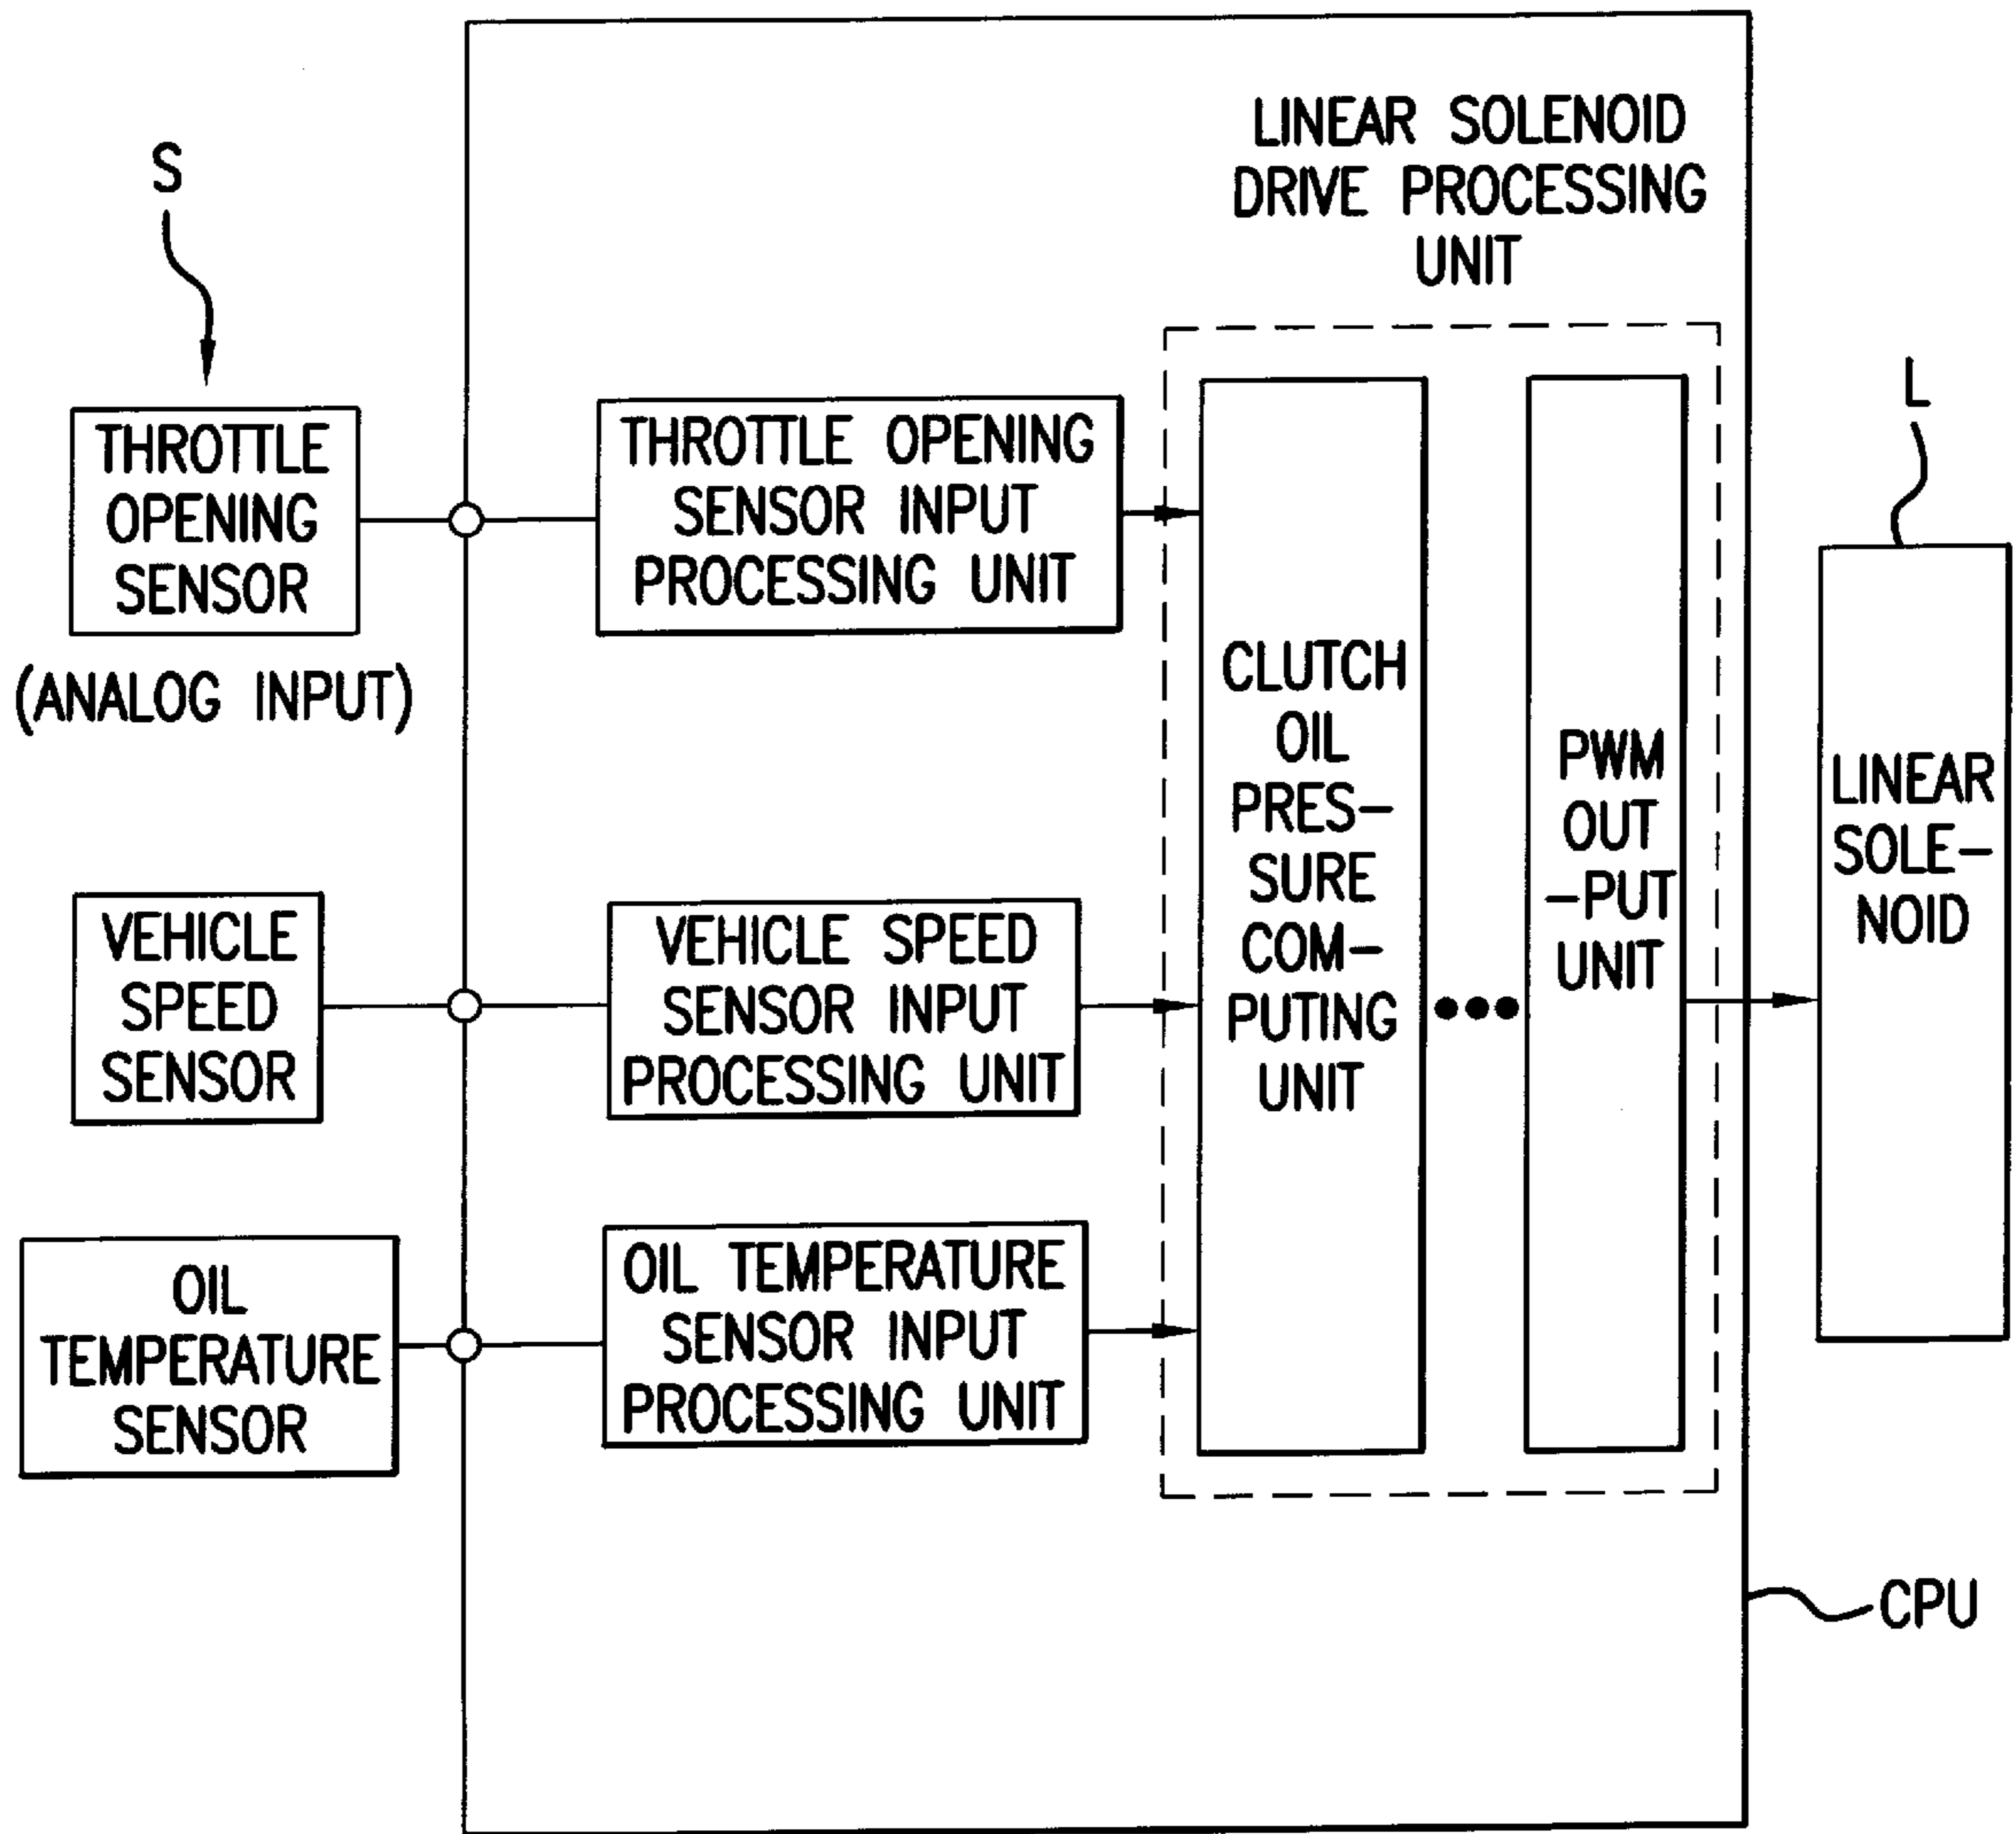 LINEAR SOLENOID
DRIVE PROCESSING
UNIT
S
L
THROTTLE
OPENING
SENSOR
(ANALOG INPUT)
THROTTLE OPENING
SENSOR INPUT
PROCESSING UNIT
VEHICLE
SPEED
SENSOR
VEHICLE SPEED
SENSOR INPUT
PROCESSING UNIT
OIL
TEMPERATURE
SENSOR
OIL TEMPERATURE
SENSOR INPUT
PROCESSING UNIT
CLUTCH
OIL
PRES-
SURE
COM-
PUTING
UNIT
PWM
OUT
-PUT
UNIT
LINEAR
SOLE-
NOID
CPU